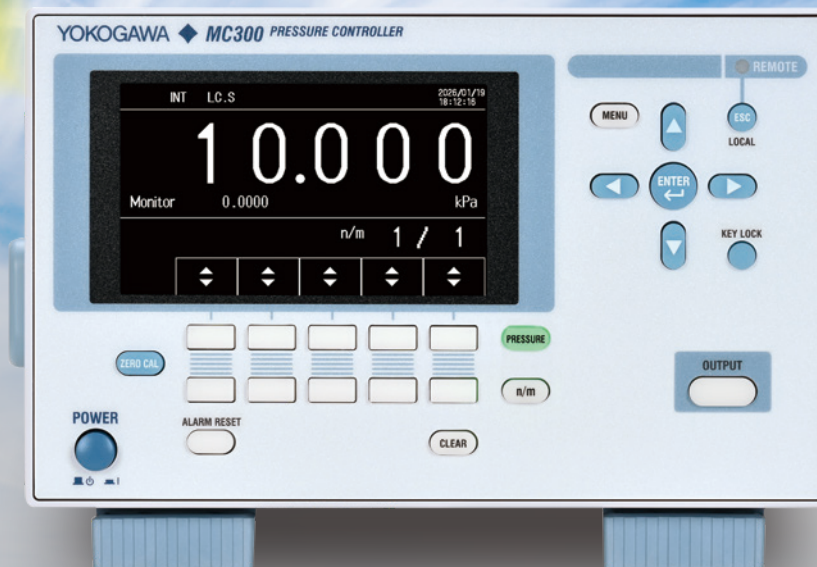 YOKOGAWA ◆ MC300 PRESSURE CONTROLLER
REMOTE
INT LC.S 2026/01/19
18:12:16
10.000
Monitor 0.0000 kPa
n/m 1 / 1
MENU
ESC
LOCAL
ENTER
KEY LOCK
ZERO CAL
PRESSURE
n/m
OUTPUT
POWER
ALARM RESET
CLEAR